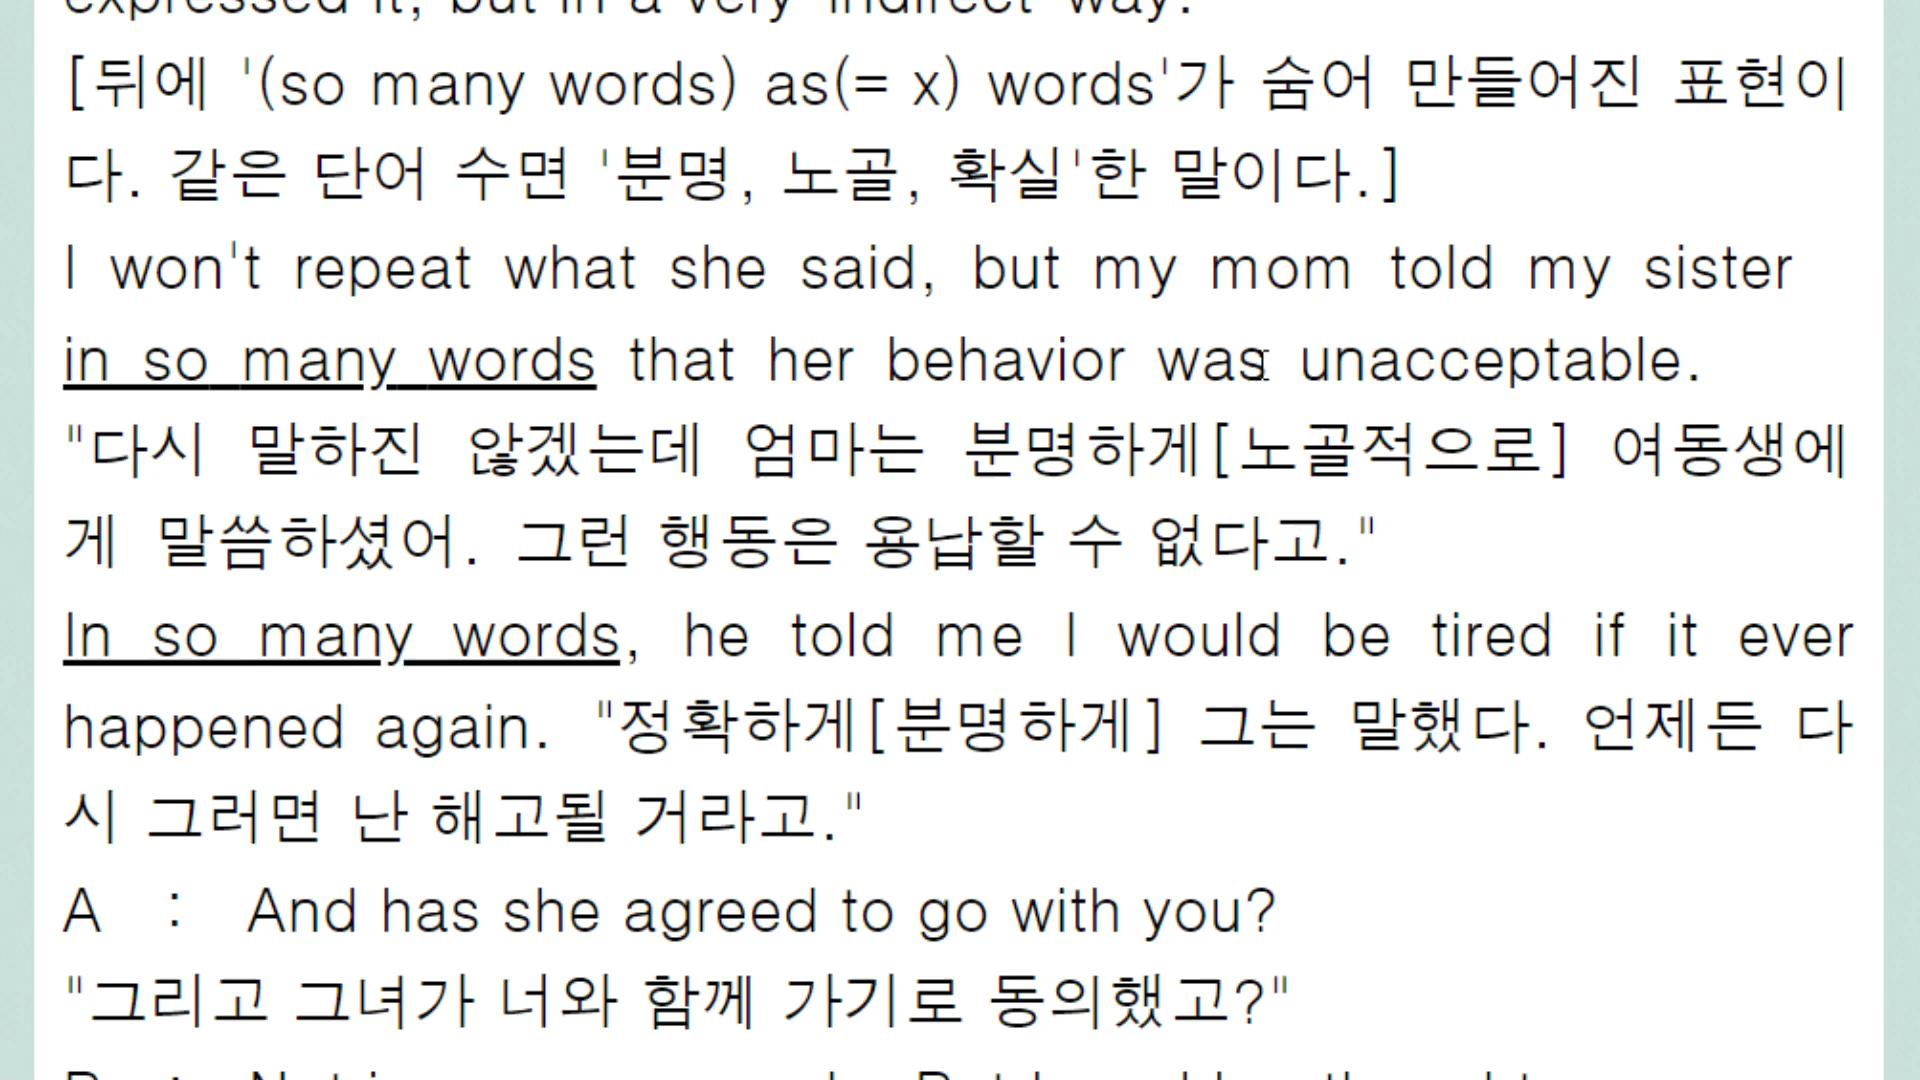 expressed it, but in a very indirect way.
[뒤에 '(so many words) as(= x) words'가 숨어 만들어진 표현이
다. 같은 단어 수면 '분명, 노골, 확실'한 말이다.]
I won't repeat what she said, but my mom told my sister
in so many words that her behavior was unacceptable.
"다시 말하진 않겠는데 엄마는 분명하게[노골적으로] 여동생에
게 말씀하셨어. 그런 행동은 용납할 수 없다고."
In so many words, he told me I would be tired if it ever
happened again. "정확하게[분명하게] 그는 말했다. 언제든 다
시 그러면 난 해고될 거라고."
A : And has she agreed to go with you?
"그리고 그녀가 너와 함께 가기로 동의했고?"